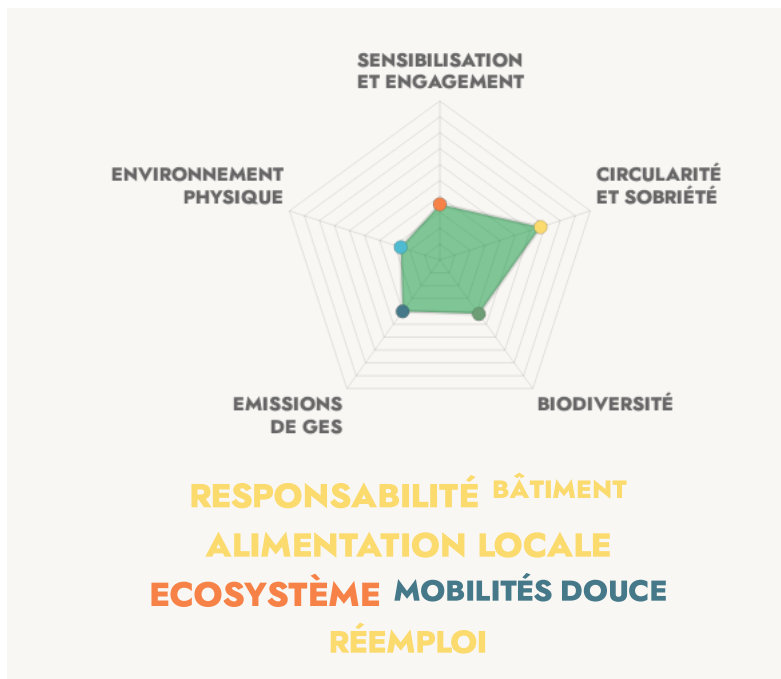 SENSIBILISATION
ET ENGAGEMENT
ENVIRONNEMENT
PHYSIQUE
CIRCULARITÉ
ET SOBRIÉTÉ
EMISSIONS
DE GES
BIODIVERSITÉ
RESPONSABILITÉ BÂTIMENT
ALIMENTATION LOCALE
ECOSYSTÈME MOBILITÉS DOUCE
RÉEMPLOI